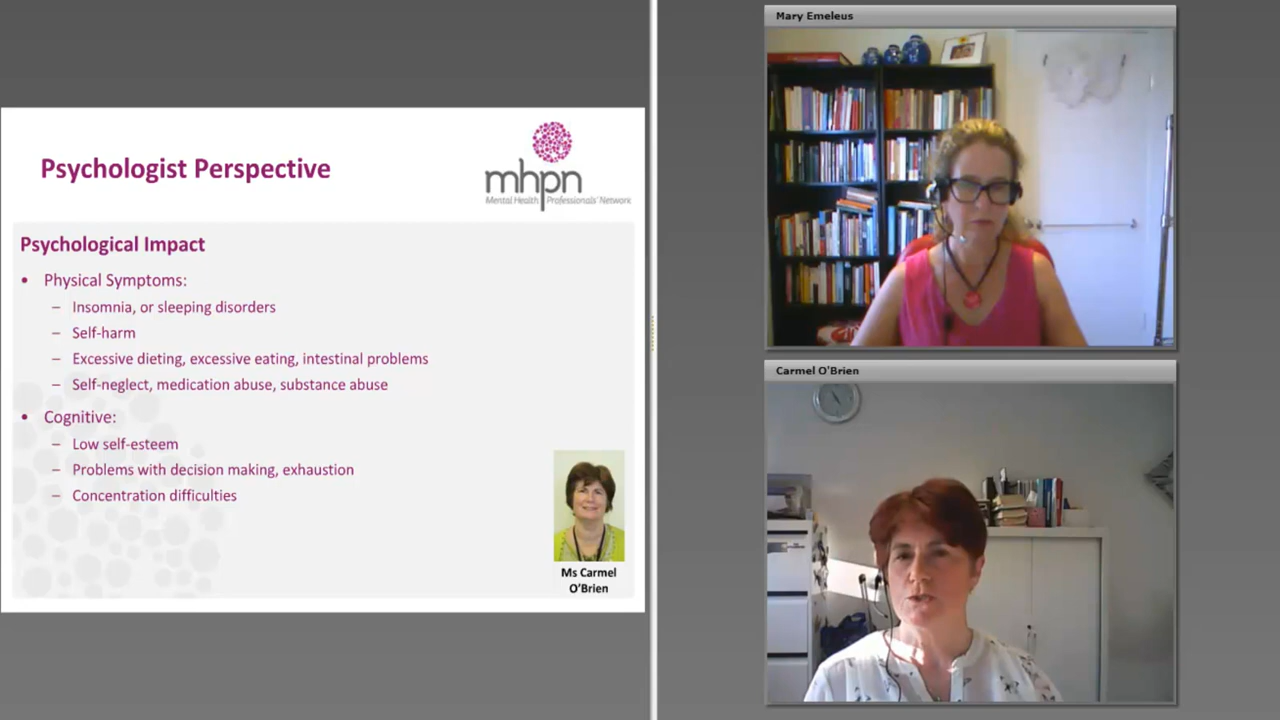 Psychologist Perspective
mhpn
Mental Health Professionals' Network
Psychological Impact
• Physical Symptoms:
– Insomnia, or sleeping disorders
– Self-harm
– Excessive dieting, excessive eating, intestinal problems
– Self-neglect, medication abuse, substance abuse
• Cognitive:
– Low self-esteem
– Problems with decision making, exhaustion
– Concentration difficulties
Ms Carmel
O'Brien
Mary Emeleus
Carmel O'Brien